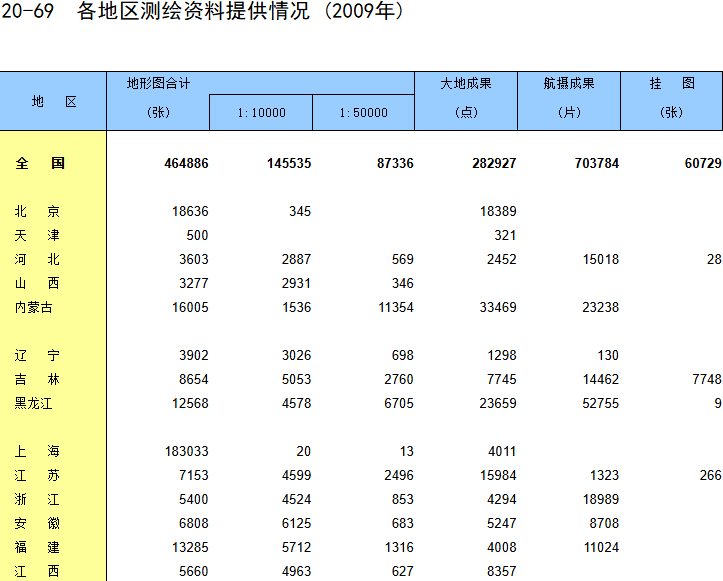 20-69 各地区测绘资料提供情况 (2009年)
地 区 地形图合计 (张) 1:10000 1:50000 大地成果 (点) 航摄成果 (片) 挂 图 (张)
全 国 464886 145535 87336 282927 703784 60729
北 京 18636 345 18389
天 津 500 321
河 北 3603 2887 569 2452 15018 28
山 西 3277 2931 346
内蒙古 16005 1536 11354 33469 23238
辽 宁 3902 3026 698 1298 130
吉 林 8654 5053 2760 7745 14462 7748
黑龙江 12568 4578 6705 23659 52755 9
上 海 183033 20 13 4011
江 苏 7153 4599 2496 15984 1323 266
浙 江 5400 4524 853 4294 18989
安 徽 6808 6125 683 5247 8708
福 建 13285 5712 1316 4008 11024
江 西 5660 4963 627 8357